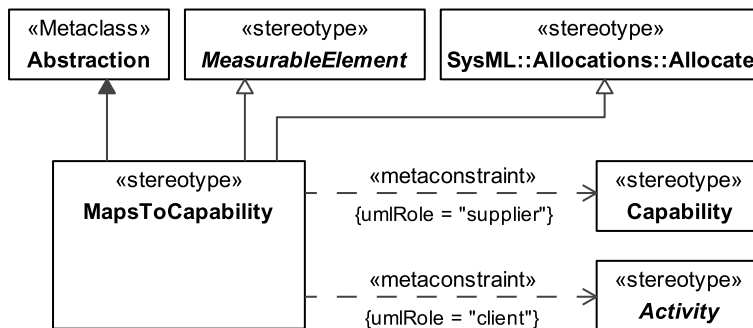 «Metaclass»
Abstraction
«stereotype»
MeasurableElement
«stereotype»
SysML::Allocations::Allocate
«stereotype»
MapsToCapability
«metaconstraint»
{umlRole = "supplier"}
«stereotype»
Capability
«metaconstraint»
{umlRole = "client"}
«stereotype»
Activity